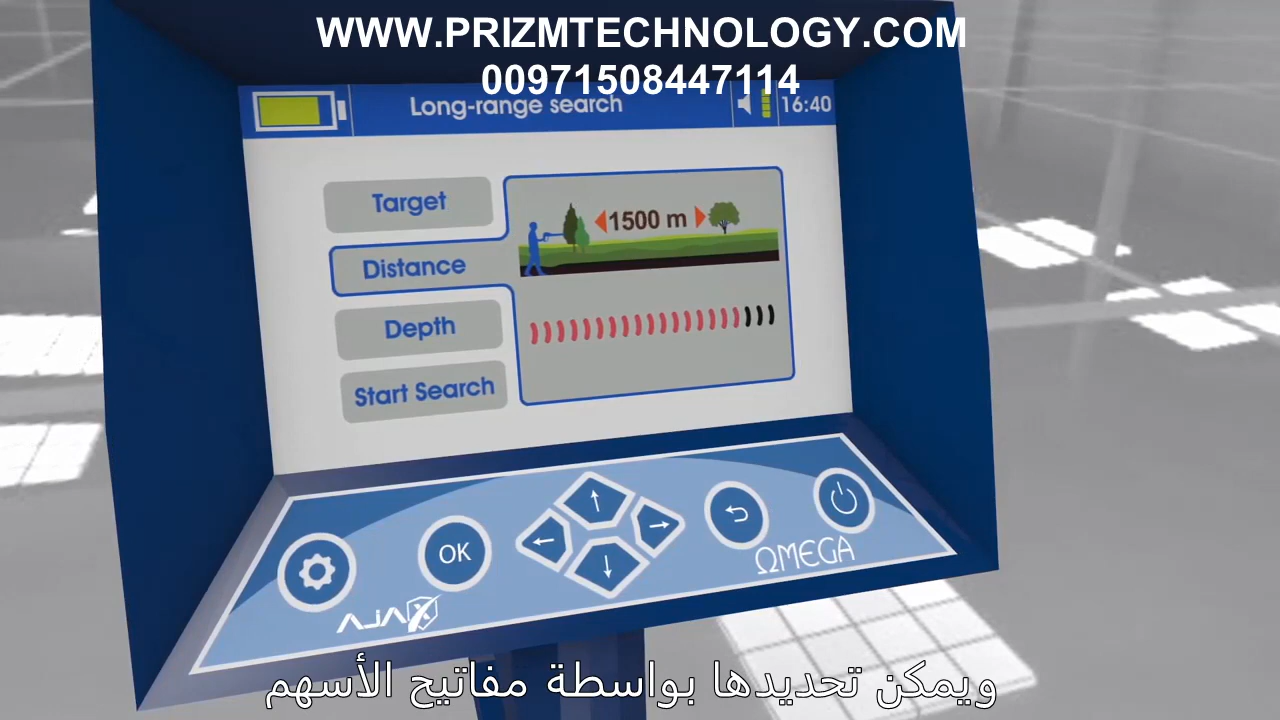 WWW.PRIZMTECHNOLOGY.COM
00971508447114
Long-range search
16:40
Target
1500 m
Distance
Depth
Start Search
OK
AJAX
ΩMEGA
ويمكن تحديدها بواسطة مفاتيح الأسهم